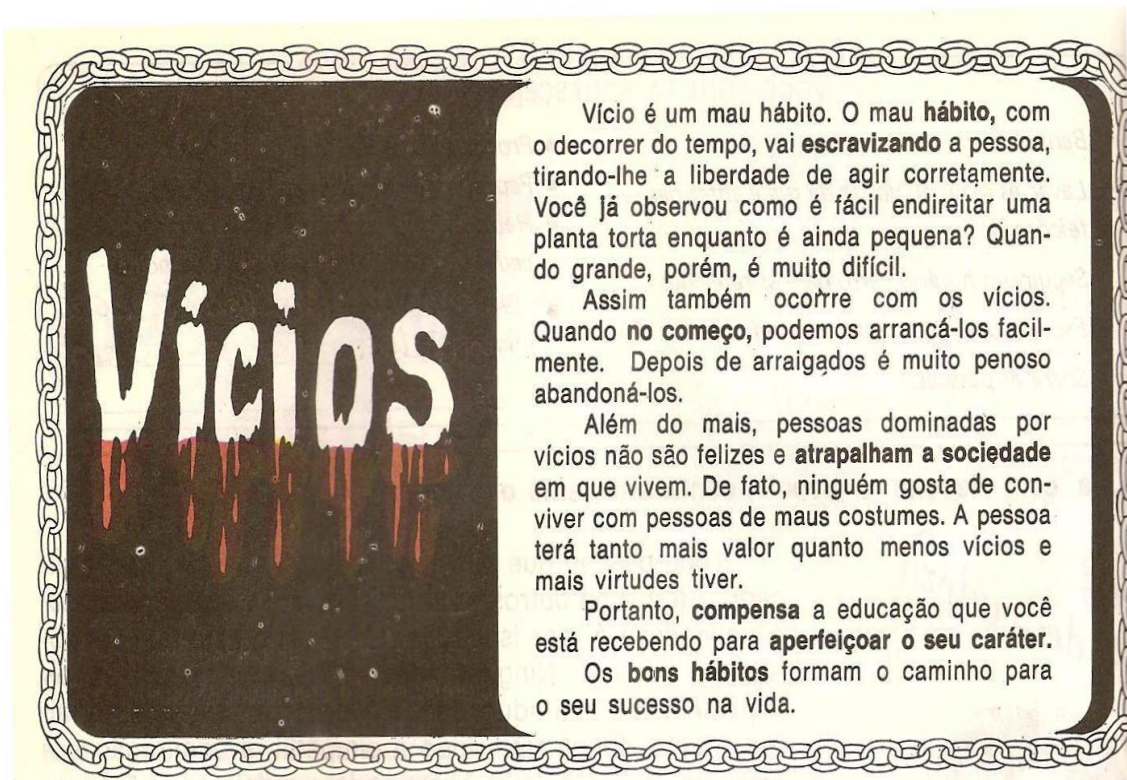 Vícios
Vício é um mau hábito. O mau hábito, com
o decorrer do tempo, vai escravizando a pessoa,
tirando-lhe a liberdade de agir corretamente.
Você já observou como é fácil endireitar uma
planta torta enquanto é ainda pequena? Quan-
do grande, porém, é muito difícil.
Assim também ocorre com os vícios.
Quando no começo, podemos arrancá-los facil-
mente. Depois de arraigados é muito penoso
abandoná-los.
Além do mais, pessoas dominadas por
vícios não são felizes e atrapalham a sociedade
em que vivem. De fato, ninguém gosta de con-
viver com pessoas de maus costumes. A pessoa
terá tanto mais valor quanto menos vícios e
mais virtudes tiver.
Portanto, compensa a educação que você
está recebendo para aperfeiçoar o seu caráter.
Os bons hábitos formam o caminho para
o seu sucesso na vida.